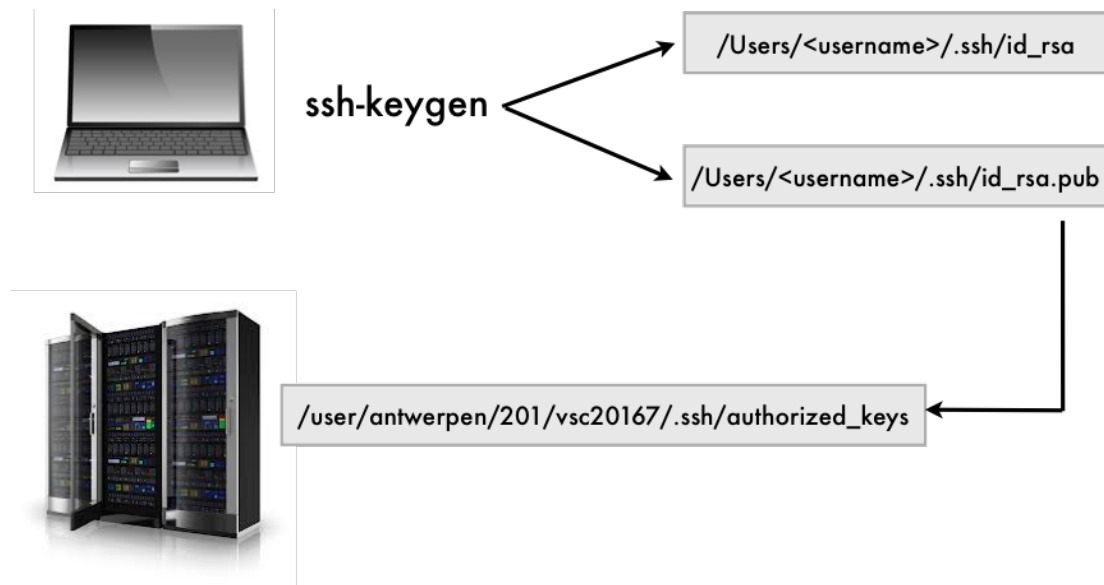 /Users/<username>/.ssh/id_rsa
ssh-keygen
/Users/<username>/.ssh/id_rsa.pub
/user/antwerpen/201/vsc20167/.ssh/authorized_keys